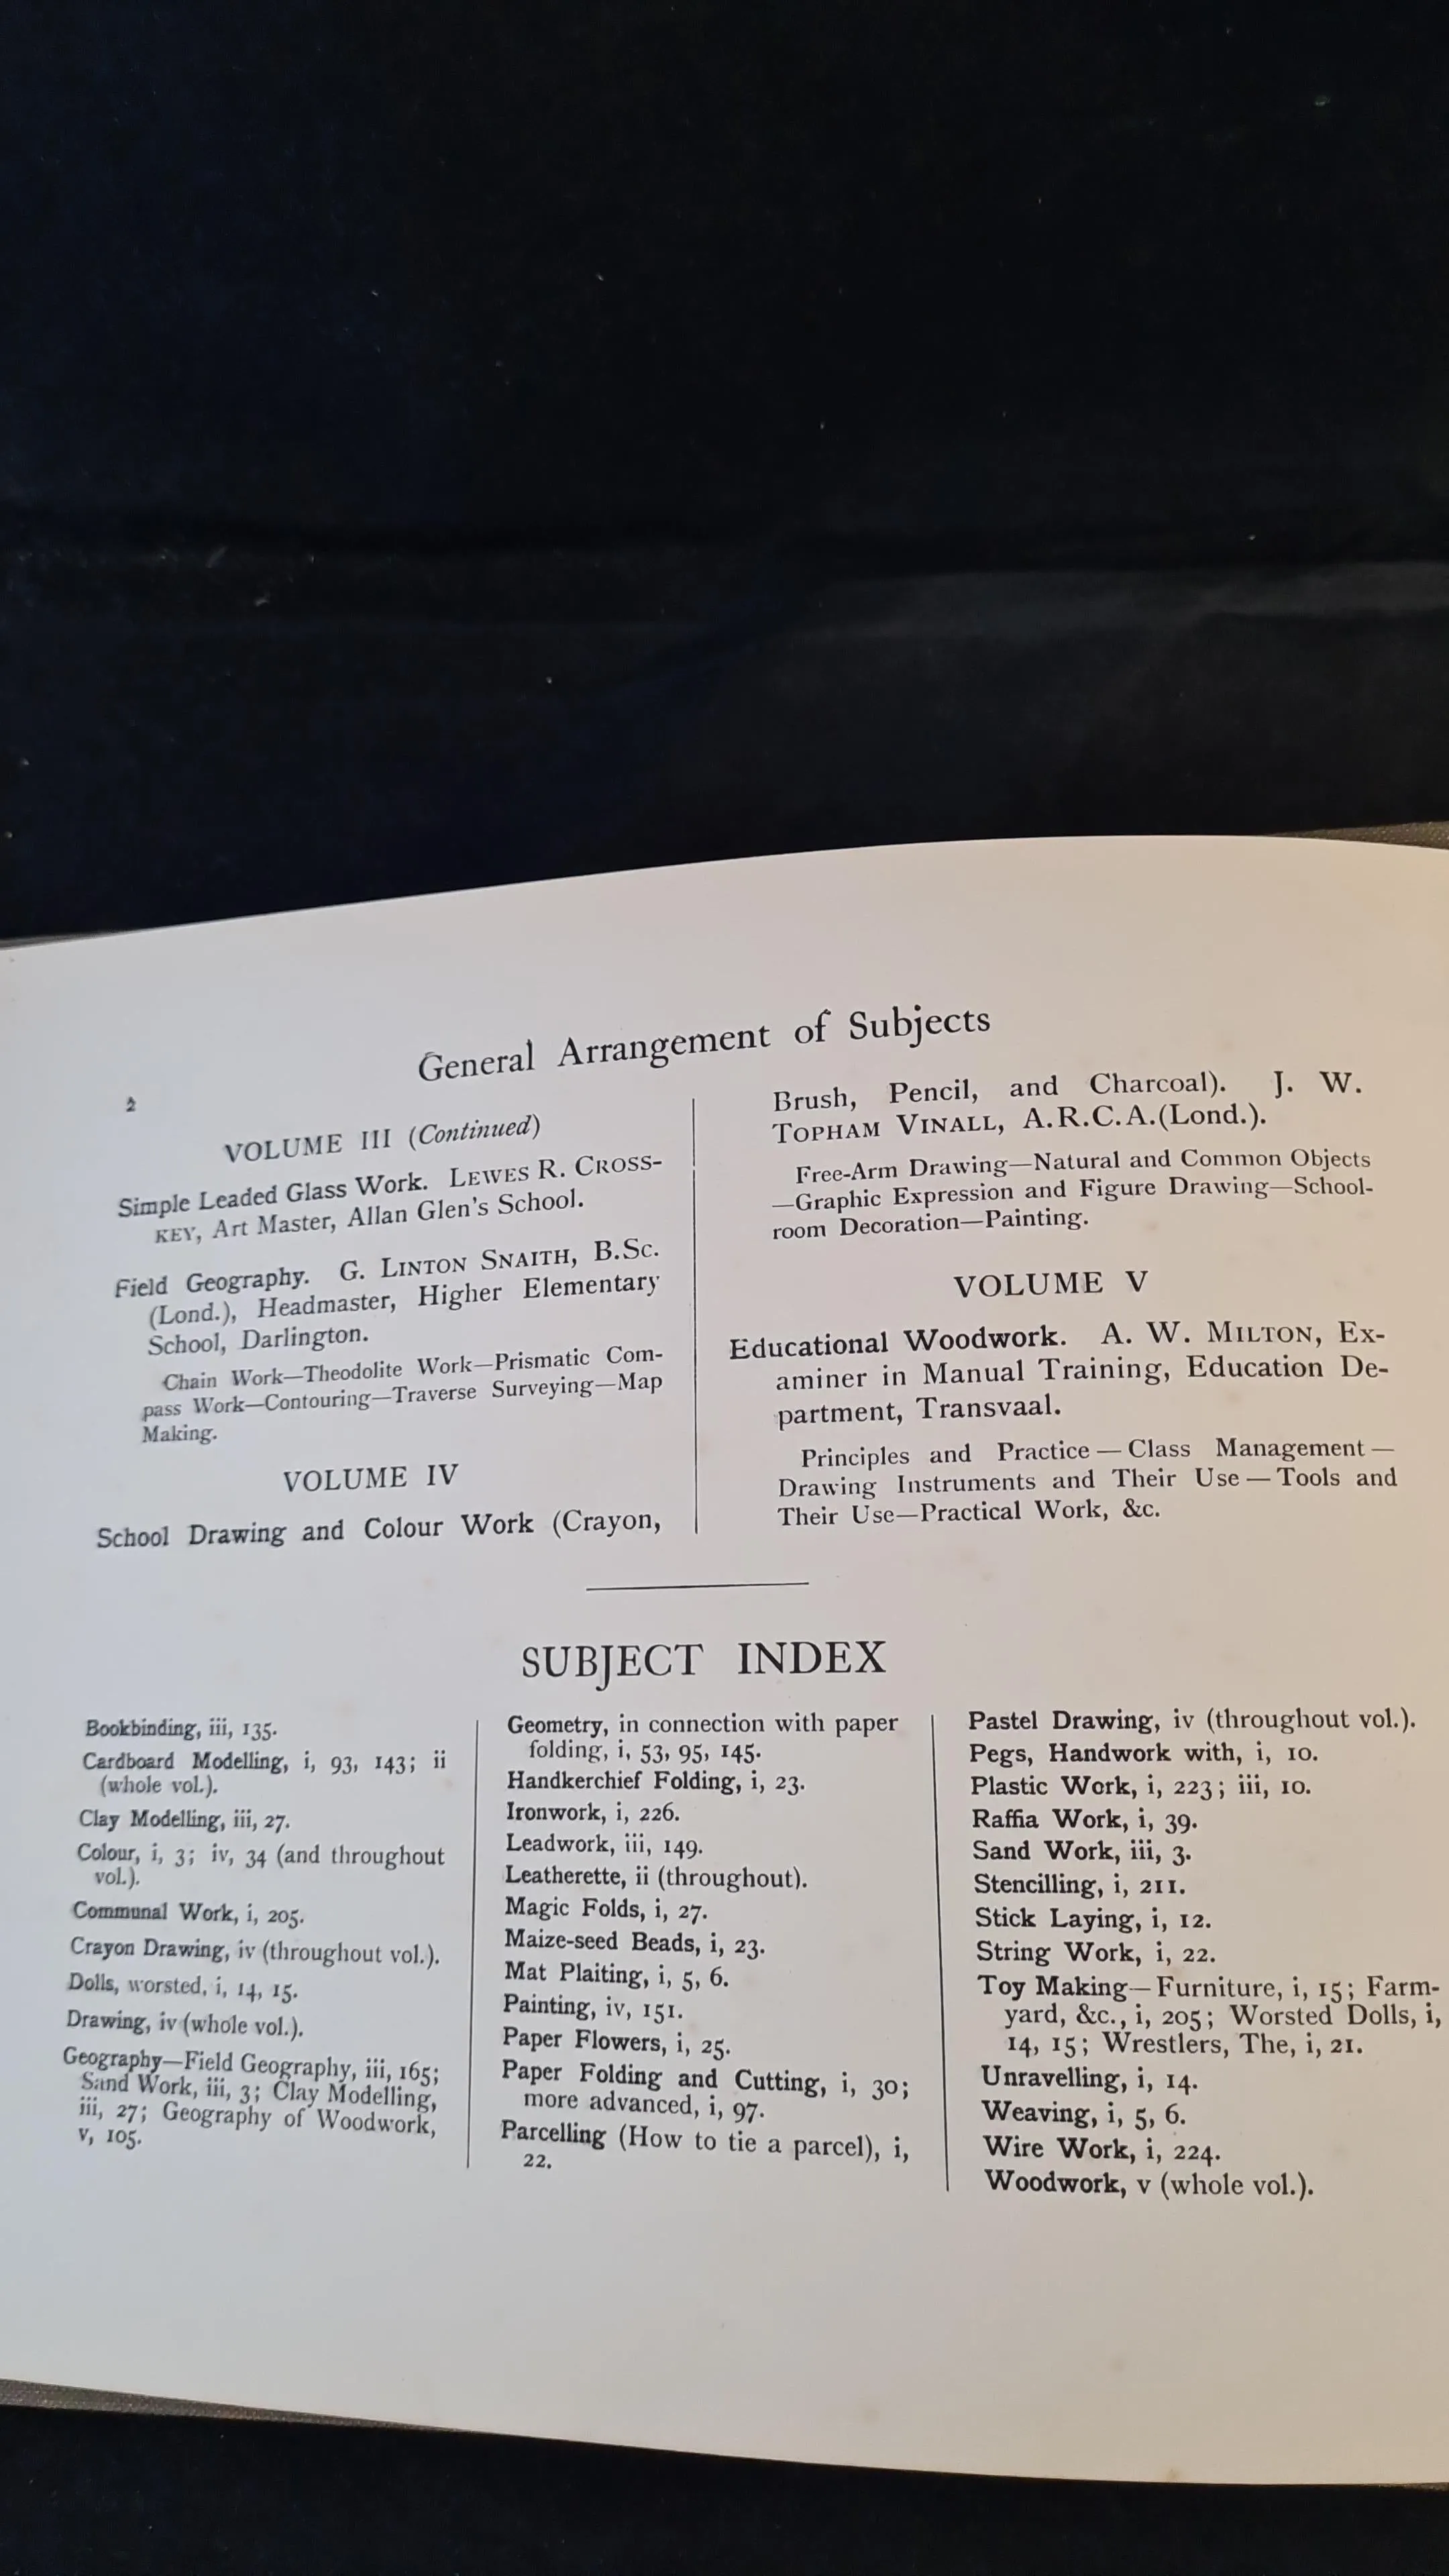 General Arrangement of Subjects
2
VOLUME III (Continued)
Simple Leaded Glass Work. LEWES R. CROSS-
KEY, Art Master, Allan Glen's School.
Field Geography. G. LINTON SNAITH, B.Sc.
(Lond.), Headmaster, Higher Elementary
School, Darlington.
Chain Work—Theodolite Work—Prismatic Com-
pass Work—Contouring—Traverse Surveying—Map
Making.
VOLUME IV
School Drawing and Colour Work (Crayon,
Brush, Pencil, and Charcoal). J. W.
TOPHAM VINALL, A.R.C.A.(Lond.).
Free-Arm Drawing—Natural and Common Objects
—Graphic Expression and Figure Drawing—School-
room Decoration—Painting.
VOLUME V
Educational Woodwork. A. W. MILTON, Ex-
aminer in Manual Training, Education De-
partment, Transvaal.
Principles and Practice — Class Management —
Drawing Instruments and Their Use — Tools and
Their Use—Practical Work, &c.
SUBJECT INDEX
Bookbinding, iii, 135.
Cardboard Modelling, i, 93, 143; ii
(whole vol.).
Clay Modelling, iii, 27.
Colour, i, 3; iv, 34 (and throughout
vol.).
Communal Work, i, 205.
Crayon Drawing, iv (throughout vol.).
Dolls, worsted, i, 14, 15.
Drawing, iv (whole vol.).
Geography—Field Geography, iii, 165;
Sand Work, iii, 3; Clay Modelling,
iii, 27; Geography of Woodwork,
v, 105.
Geometry, in connection with paper
folding, i, 53, 95, 145.
Handkerchief Folding, i, 23.
Ironwork, i, 226.
Leadwork, iii, 149.
Leatherette, ii (throughout).
Magic Folds, i, 27.
Maize-seed Beads, i, 23.
Mat Plaiting, i, 5, 6.
Painting, iv, 151.
Paper Flowers, i, 25.
Paper Folding and Cutting, i, 30;
more advanced, i, 97.
Parcelling (How to tie a parcel), i,
22.
Pastel Drawing, iv (throughout vol.).
Pegs, Handwork with, i, 10.
Plastic Work, i, 223; iii, 10.
Raffia Work, i, 39.
Sand Work, iii, 3.
Stencilling, i, 211.
Stick Laying, i, 12.
String Work, i, 22.
Toy Making—Furniture, i, 15; Farm-
yard, &c., i, 205; Worsted Dolls, i,
14, 15; Wrestlers, The, i, 21.
Unravelling, i, 14.
Weaving, i, 5, 6.
Wire Work, i, 224.
Woodwork, v (whole vol.).